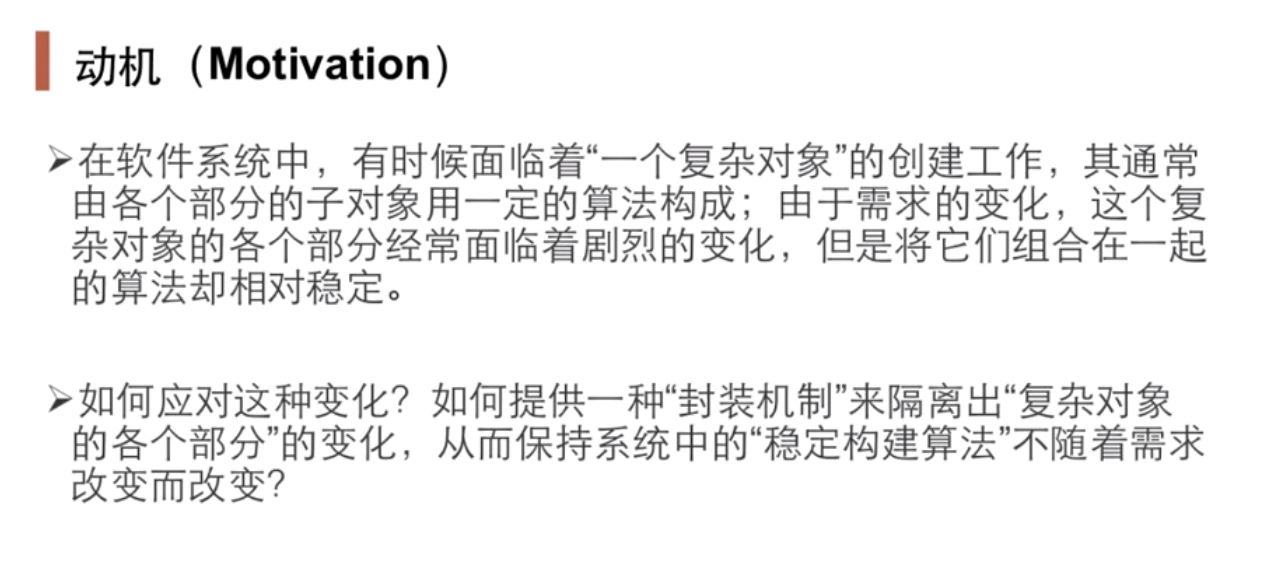 动机（Motivation）
➢在软件系统中，有时候面临着“一个复杂对象”的创建工作，其通常
由各个部分的子对象用一定的算法构成；由于需求的变化，这个复
杂对象的各个部分经常面临着剧烈的变化，但是将它们组合在一起
的算法却相对稳定。
➢如何应对这种变化？如何提供一种“封装机制”来隔离出“复杂对象
的各个部分”的变化，从而保持系统中的“稳定构建算法”不随着需求
改变而改变？